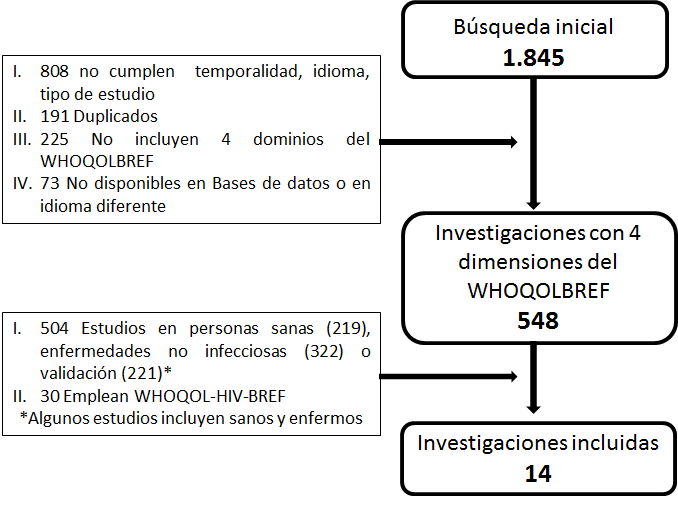 Búsqueda inicial
1.845
I. 808 no cumplen temporalidad, idioma,
tipo de estudio
II. 191 Duplicados
III. 225 No incluyen 4 dominios del
WHOQOLBREF
IV. 73 No disponibles en Bases de datos o en
idioma diferente
Investigaciones con 4
dimensiones del
WHOQOLBREF
548
I. 504 Estudios en personas sanas (219),
enfermedades no infecciosas (322) o
validación (221)*
II. 30 Emplean WHOQOL-HIV-BREF
*Algunos estudios incluyen sanos y enfermos
Investigaciones incluidas
14